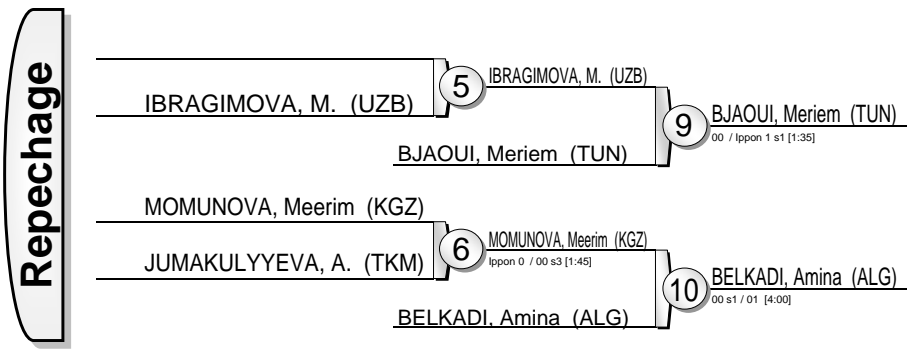 Repechage
IBRAGIMOVA, M. (UZB)
5
IBRAGIMOVA, M. (UZB)
BJAOUI, Meriem (TUN)
9
BJAOUI, Meriem (TUN)
00 / Ippon 1 s1 [1:35]
MOMUNOVA, Meerim (KGZ)
JUMAKULYYEVA, A. (TKM)
6
MOMUNOVA, Meerim (KGZ)
Ippon 0 / 00 s3 [1:45]
BELKADI, Amina (ALG)
10
BELKADI, Amina (ALG)
00 s1 / 01 [4:00]